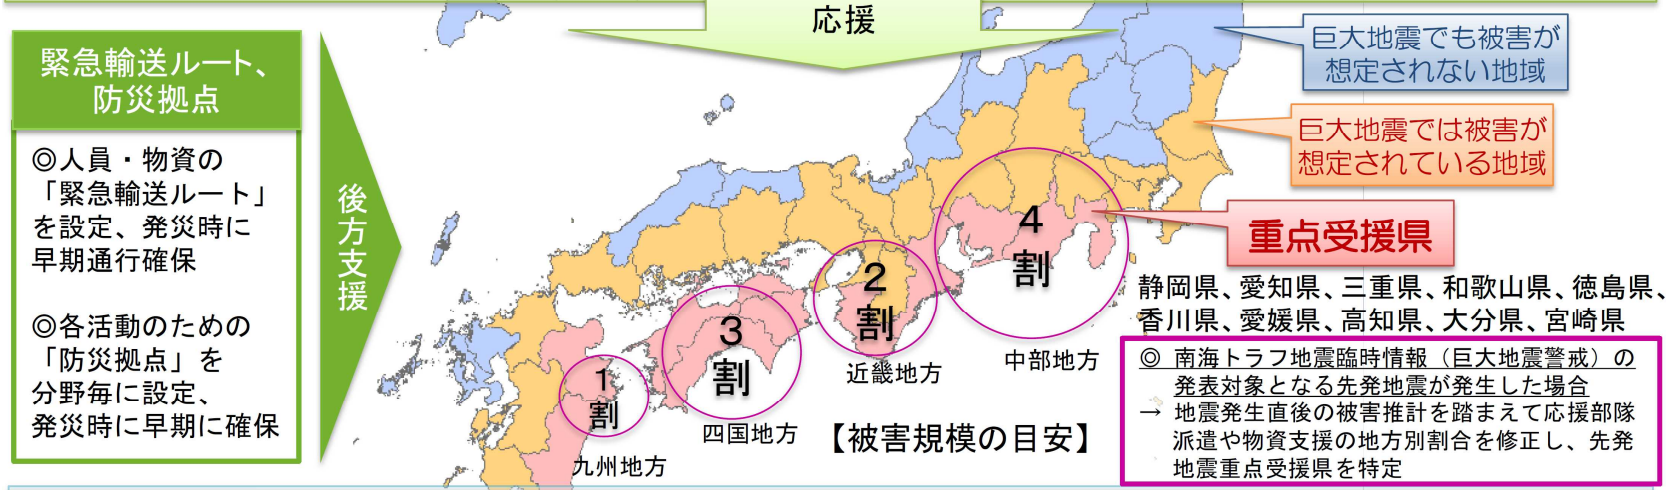 応援
緊急輸送ルート、
防災拠点
◎人員・物資の
「緊急輸送ルート」
を設定、発災時に
早期通行確保
◎各活動のための
「防災拠点」を
分野毎に設定、
発災時に早期に確保
後方支援
巨大地震でも被害が
想定されない地域
巨大地震では被害が
想定されている地域
重点受援県
静岡県、愛知県、三重県、和歌山県、徳島県、
香川県、愛媛県、高知県、大分県、宮崎県
4
割
中部地方
2
割
近畿地方
3
割
四国地方
1
割
九州地方
【被害規模の目安】
◎ 南海トラフ地震臨時情報（巨大地震警戒）の
発表対象となる先発地震が発生した場合
→ 地震発生直後の被害推計を踏まえて応援部隊
派遣や物資支援の地方別割合を修正し、先発
地震重点受援県を特定